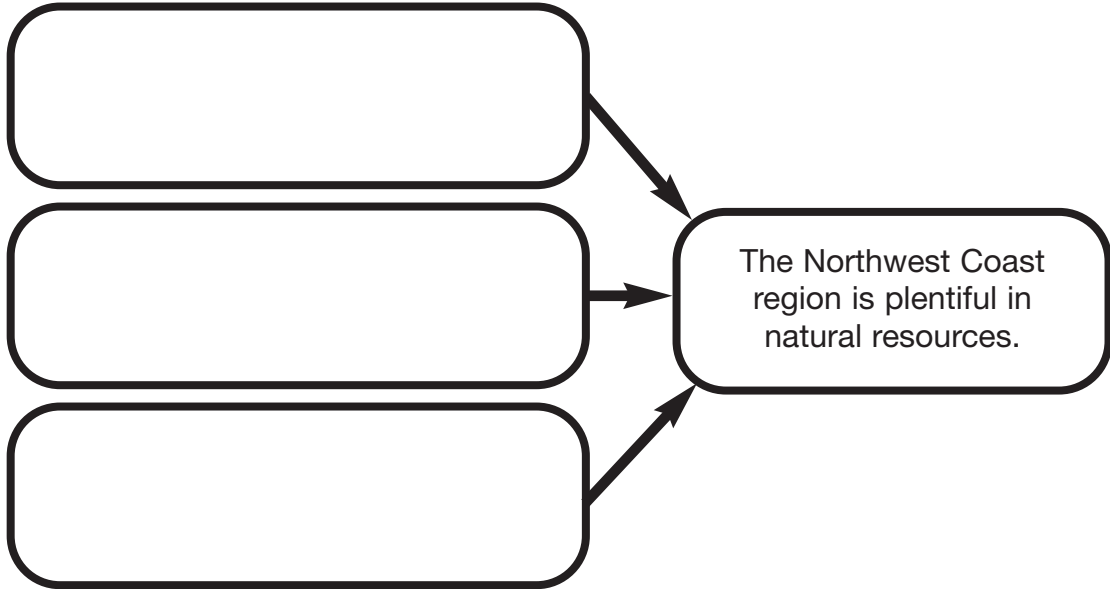 The Northwest Coast
region is plentiful in
natural resources.